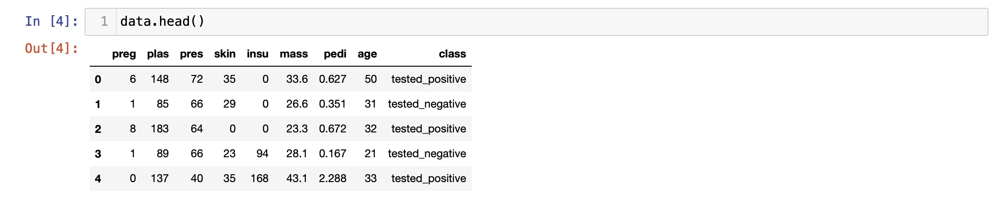 In [4]: 1 data.head()
Out[4]:
preg plas pres skin insu mass pedi age class
0 6 148 72 35 0 33.6 0.627 50 tested_positive
1 1 85 66 29 0 26.6 0.351 31 tested_negative
2 8 183 64 0 0 23.3 0.672 32 tested_positive
3 1 89 66 23 94 28.1 0.167 21 tested_negative
4 0 137 40 35 168 43.1 2.288 33 tested_positive